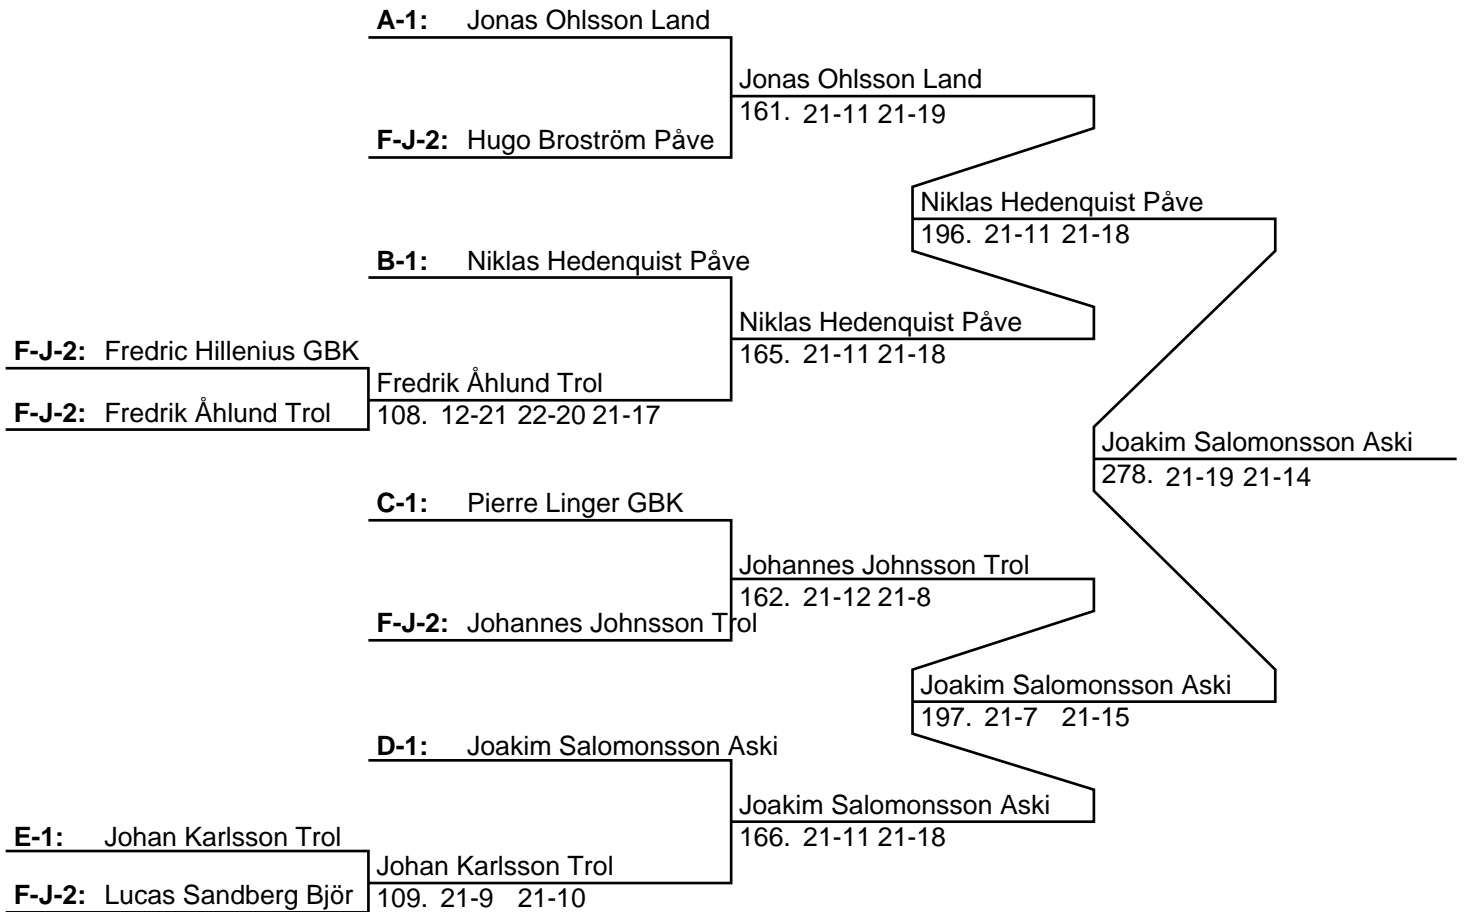 A-1: Jonas Ohlsson Land
Jonas Ohlsson Land
161. 21-11 21-19
F-J-2: Hugo Broström Påve
Niklas Hedenquist Påve
196. 21-11 21-18
B-1: Niklas Hedenquist Påve
Niklas Hedenquist Påve
165. 21-11 21-18
F-J-2: Fredric Hillenius GBK
Fredrik Åhlund Trol
108. 12-21 22-20 21-17
F-J-2: Fredrik Åhlund Trol
Joakim Salomonsson Aski
278. 21-19 21-14
C-1: Pierre Linger GBK
Johannes Johnsson Trol
162. 21-12 21-8
F-J-2: Johannes Johnsson Trol
Joakim Salomonsson Aski
197. 21-7 21-15
D-1: Joakim Salomonsson Aski
Joakim Salomonsson Aski
166. 21-11 21-18
E-1: Johan Karlsson Trol
Johan Karlsson Trol
109. 21-9 21-10
F-J-2: Lucas Sandberg Björ